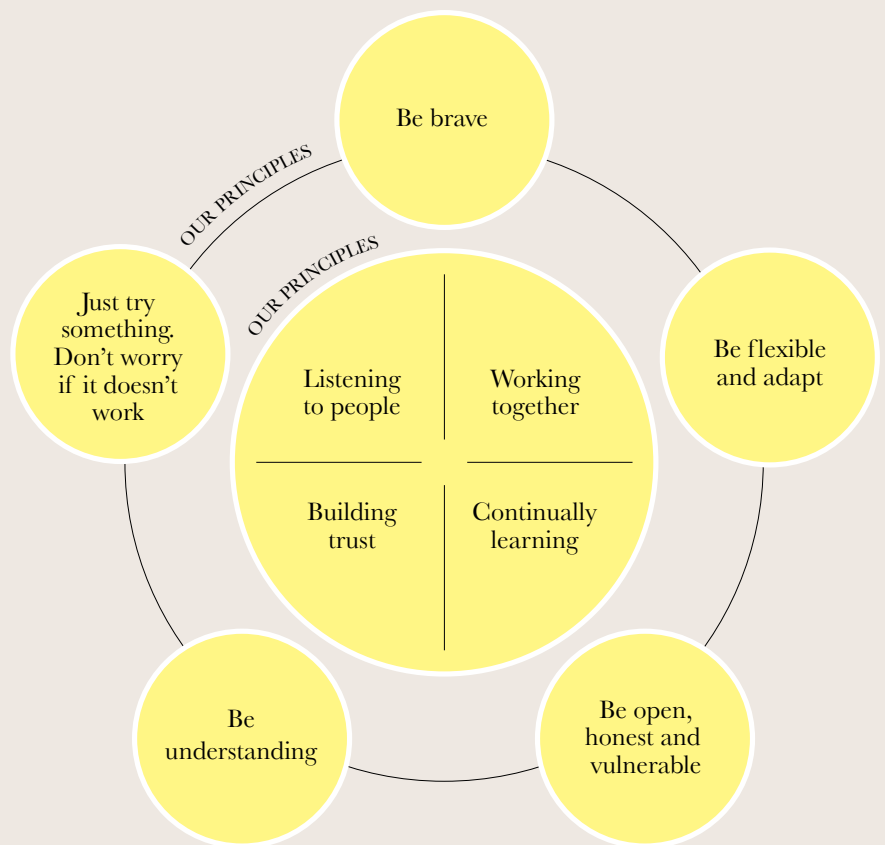 Be brave
OUR PRINCIPLES
OUR PRINCIPLES
Just try
something.
Don’t worry
if it doesn’t
work
Listening
to people
Working
together
Be flexible
and adapt
Building
trust
Continually
learning
Be
understanding
Be open,
honest and
vulnerable